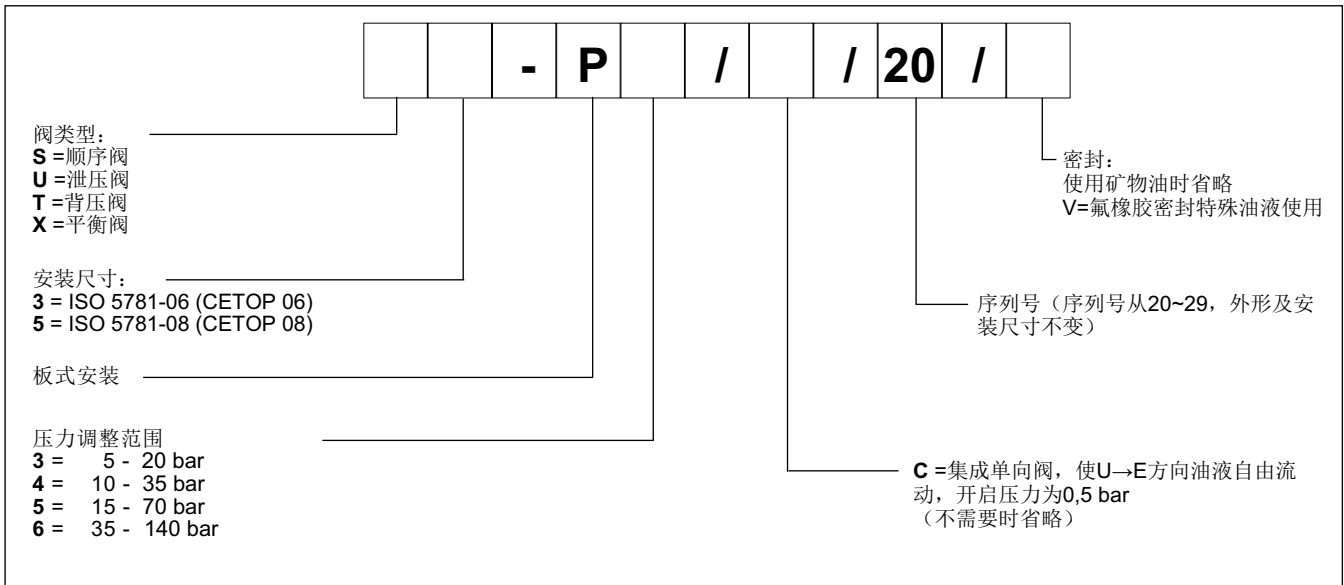 - P / / 20 /
阀类型：
S =顺序阀
U =泄压阀
T =背压阀
X =平衡阀
安装尺寸：
3 = ISO 5781-06 (CETOP 06)
5 = ISO 5781-08 (CETOP 08)
板式安装
压力调整范围
3 = 5 - 20 bar
4 = 10 - 35 bar
5 = 15 - 70 bar
6 = 35 - 140 bar
密封：
使用矿物油时省略
V=氟橡胶密封特殊油液使用
序列号（序列号从20~29，外形及安
装尺寸不变）
C =集成单向阀，使U→E方向油液自由流
动，开启压力为0,5 bar
（不需要时省略）